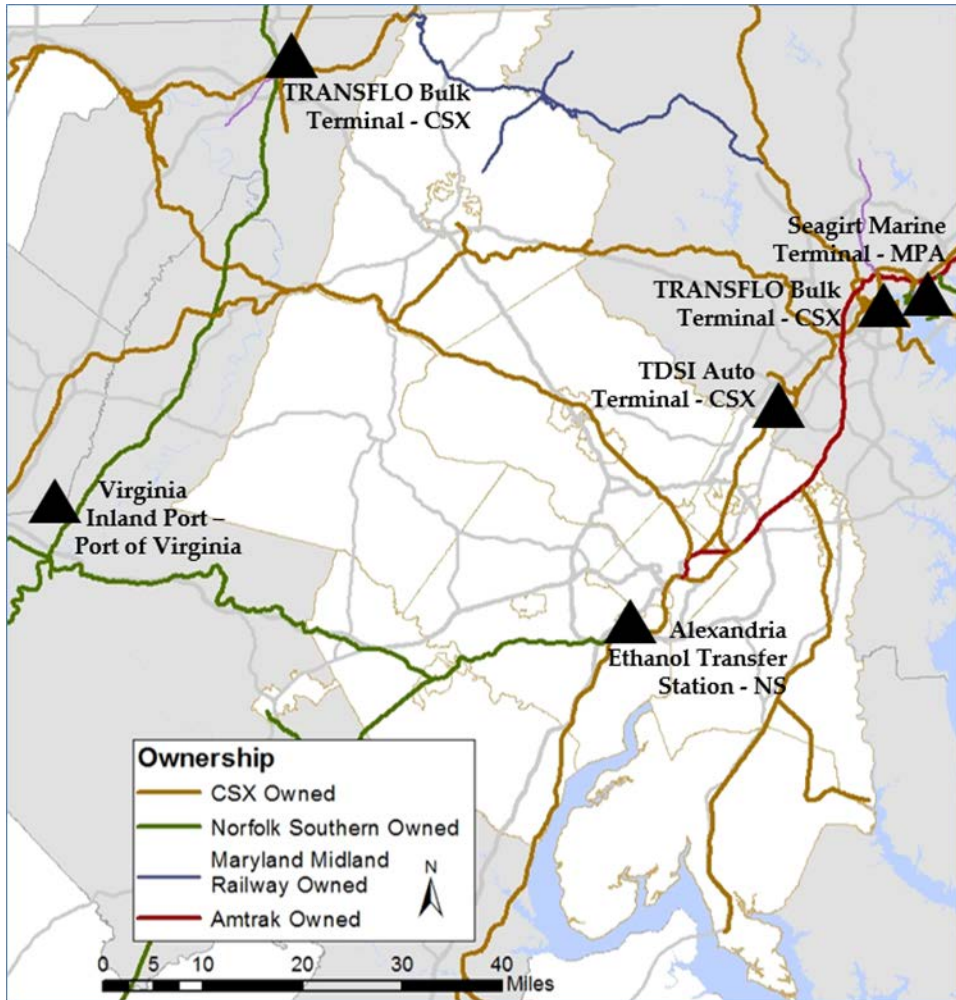 TRANSFLO Bulk
Terminal - CSX
Seagirt Marine
Terminal - MPA
TRANSFLO Bulk
Terminal - CSX
TDSI Auto
Terminal - CSX
Virginia
Inland Port –
Port of Virginia
Alexandria
Ethanol Transfer
Station - NS
Ownership
CSX Owned
Norfolk Southern Owned
Maryland Midland
Railway Owned
Amtrak Owned
N
0 5 10 20 30 40
Miles